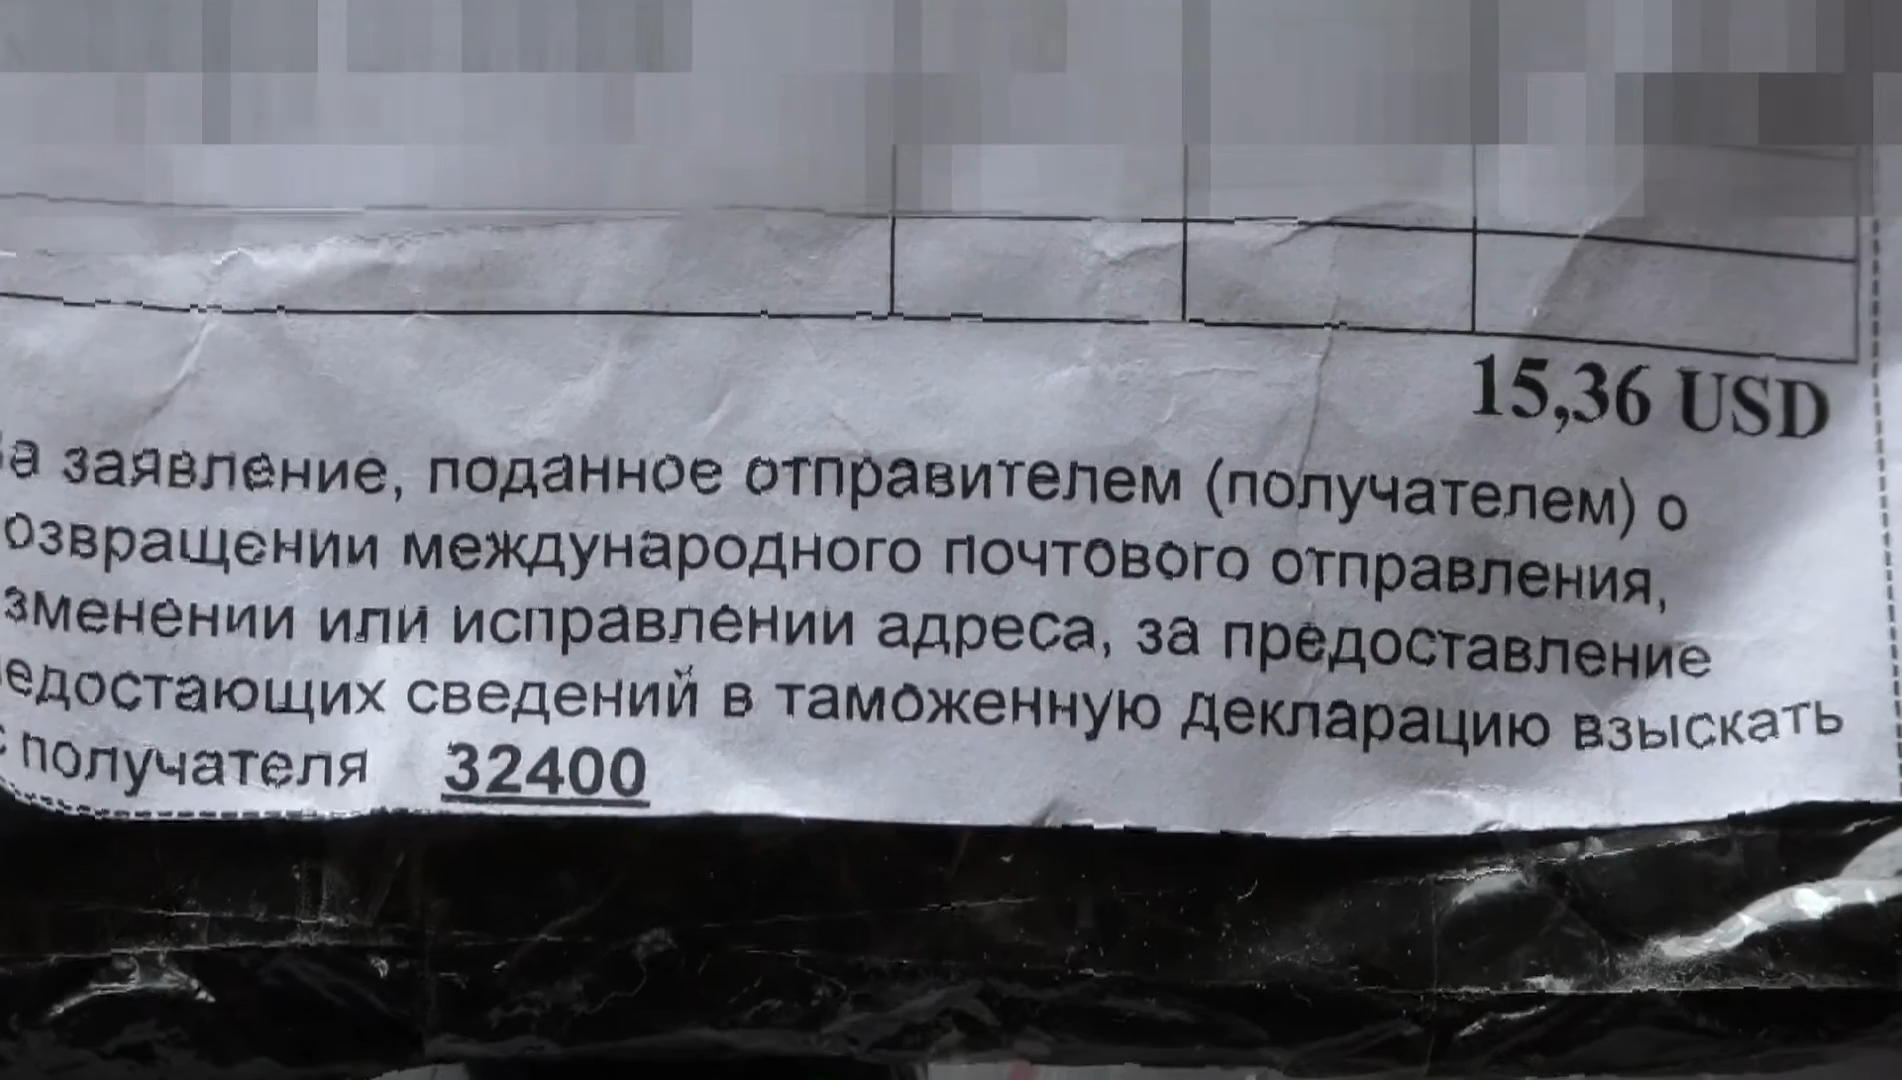 15,36 USD
за заявление, поданное отправителем (получателем) о
озвращении международного почтового отправления,
зменении или исправлении адреса, за предоставление
едостающих сведений в таможенную декларацию взыскать
с получателя 32400